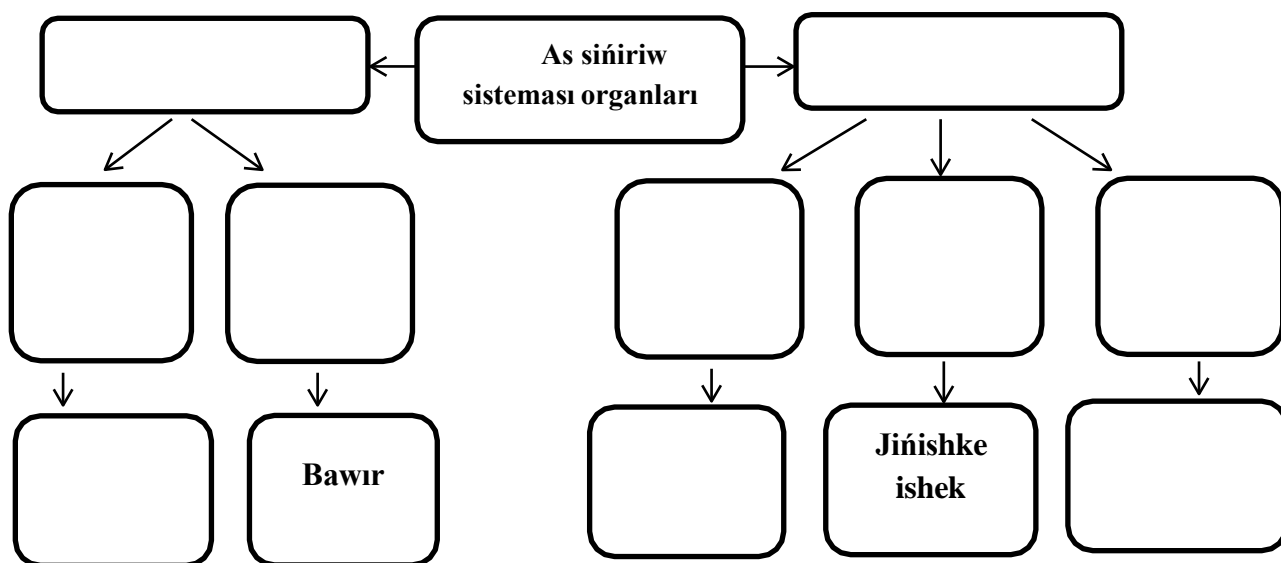 As sińiriw
sisteması organları
Bawır
Jińishke
ishek